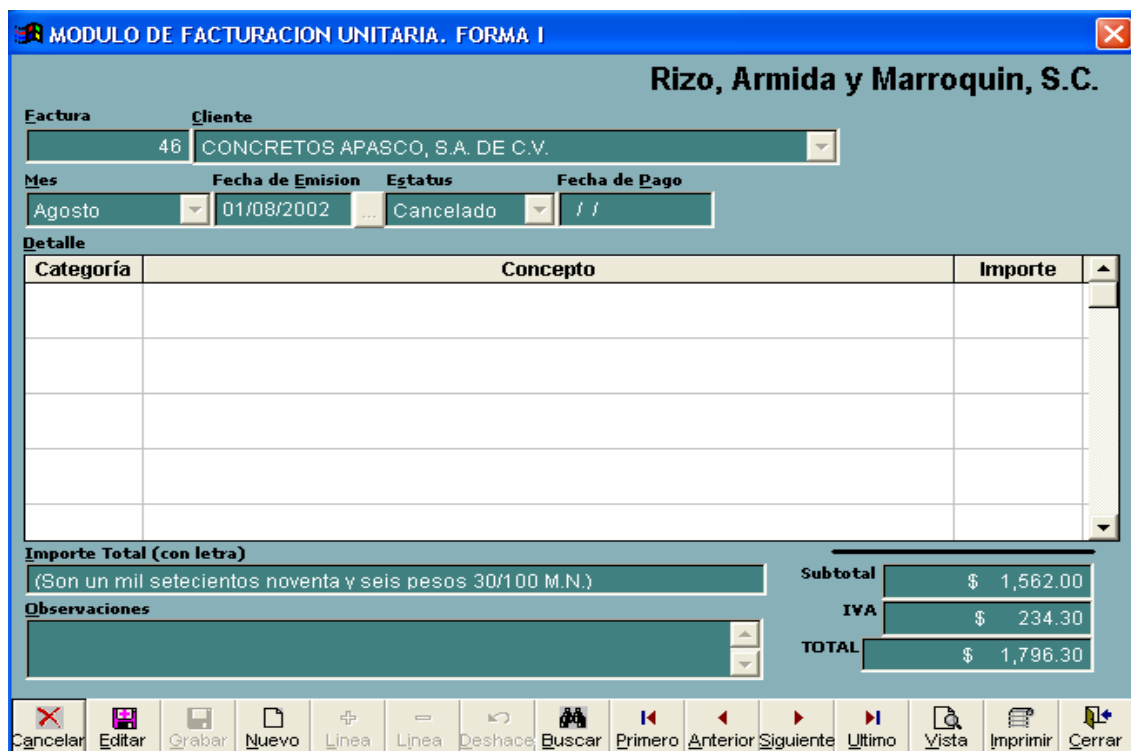 MODULO DE FACTURACION UNITARIA. FORMA I
Rizo, Armida y Marroquin, S.C.
Factura Cliente
46 CONCRETOS APASCO, S.A. DE C.V.
Mes Fecha de Emision Estatus Fecha de Pago
Agosto 01/08/2002 ... Cancelado / /
Detalle
Categoría Concepto Importe
Importe Total (con letra)
(Son un mil setecientos noventa y seis pesos 30/100 M.N.)
Subtotal $ 1,562.00
Observaciones
IVA $ 234.30
TOTAL $ 1,796.30
Cancelar Editar Grabar Nuevo Linea Linea Deshace Buscar Primero Anterior Siguiente Ultimo Vista Imprimir Cerrar